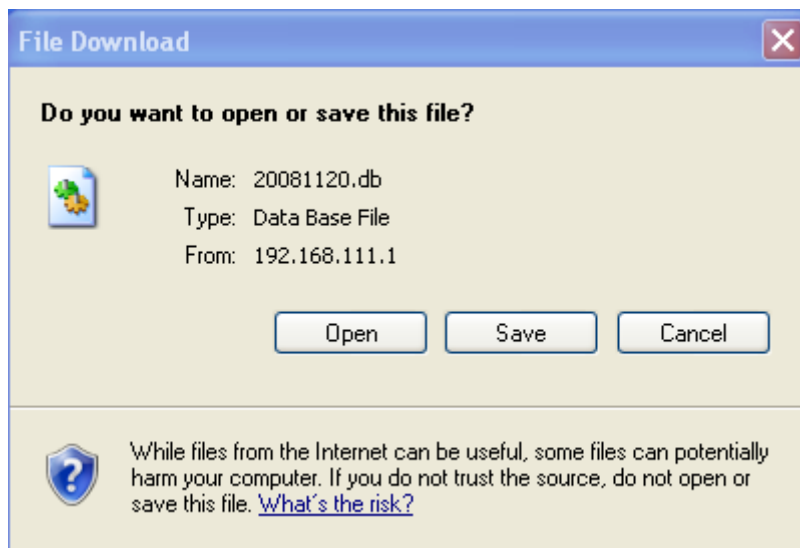 File Download
Do you want to open or save this file?
Name: 20081120.db
Type: Data Base File
From: 192.168.111.1
Open Save Cancel
While files from the Internet can be useful, some files can potentially
harm your computer. If you do not trust the source, do not open or
save this file. What's the risk?